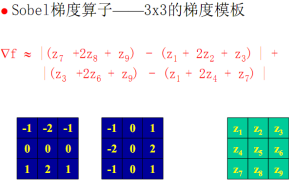 ● Sobel梯度算子——3x3的梯度模板
∇f ≈ |(z₇ +2z₈ + z₉) - (z₁ + 2z₂ + z₃) | +
|(z₃ +2z₆ + z₉) - (z₁ + 2z₄ + z₇) |
-1 -2 -1
0 0 0
1 2 1
-1 0 1
-2 0 2
-1 0 1
z₁ z₂ z₃
z₄ z₅ z₆
z₇ z₈ z₉